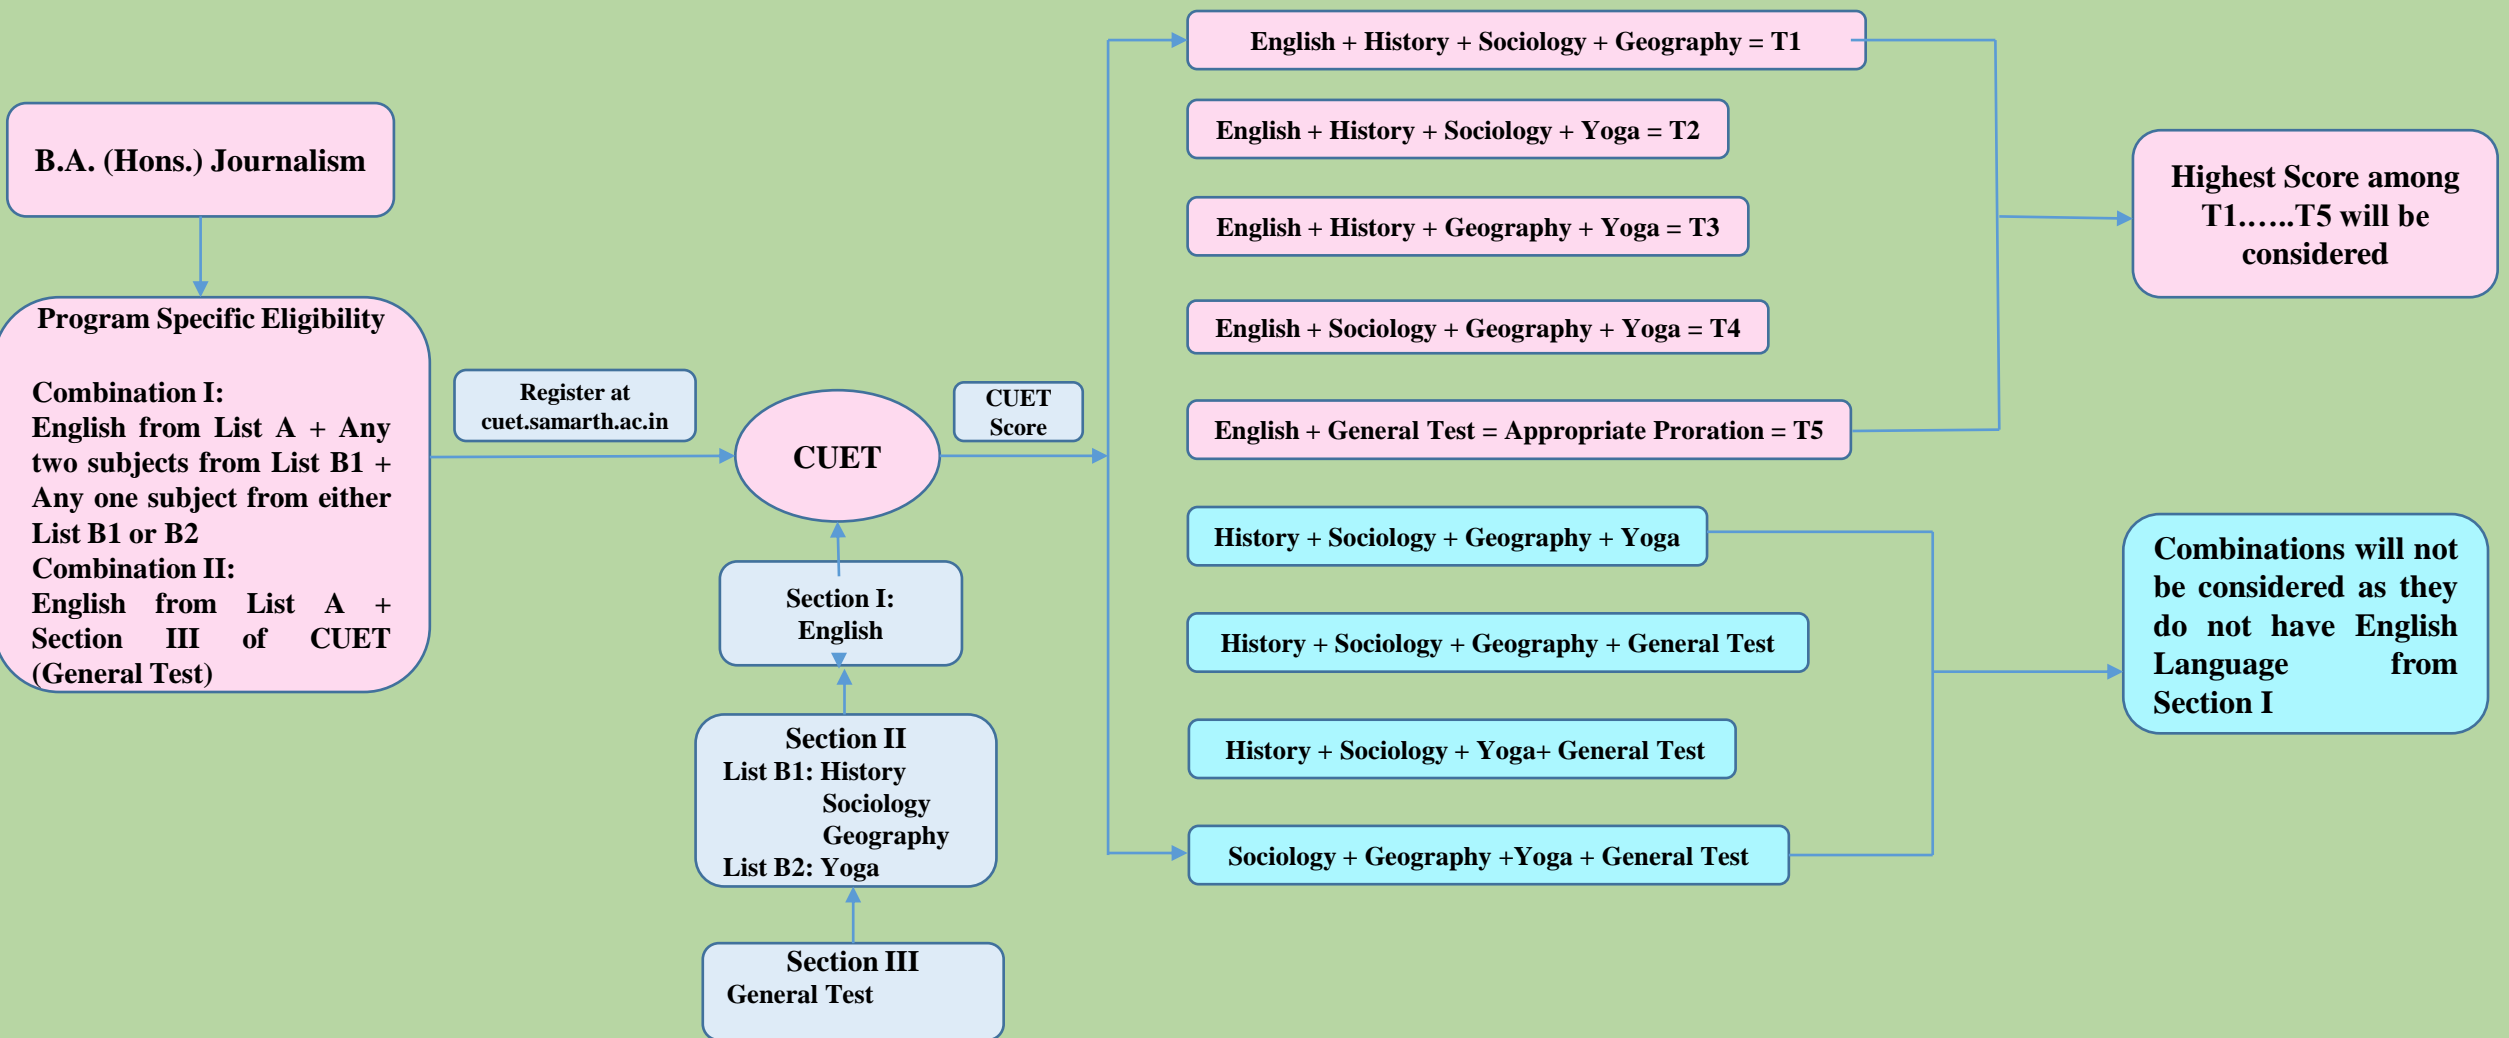 B.A. (Hons.) Journalism
Program Specific Eligibility
Combination I:
English from List A + Any
two subjects from List B1 +
Any one subject from either
List B1 or B2
Combination II:
English from List A +
Section III of CUET
(General Test)
Register at
cuet.samarth.ac.in
CUET
CUET
Score
Section I:
English
Section II
List B1: History
Sociology
Geography
List B2: Yoga
Section III
General Test
English + History + Sociology + Geography = T1
English + History + Sociology + Yoga = T2
English + History + Geography + Yoga = T3
English + Sociology + Geography + Yoga = T4
English + General Test = Appropriate Proration = T5
History + Sociology + Geography + Yoga
History + Sociology + Geography + General Test
History + Sociology + Yoga+ General Test
Sociology + Geography +Yoga + General Test
Highest Score among
T1.…..T5 will be
considered
Combinations will not
be considered as they
do not have English
Language from
Section I